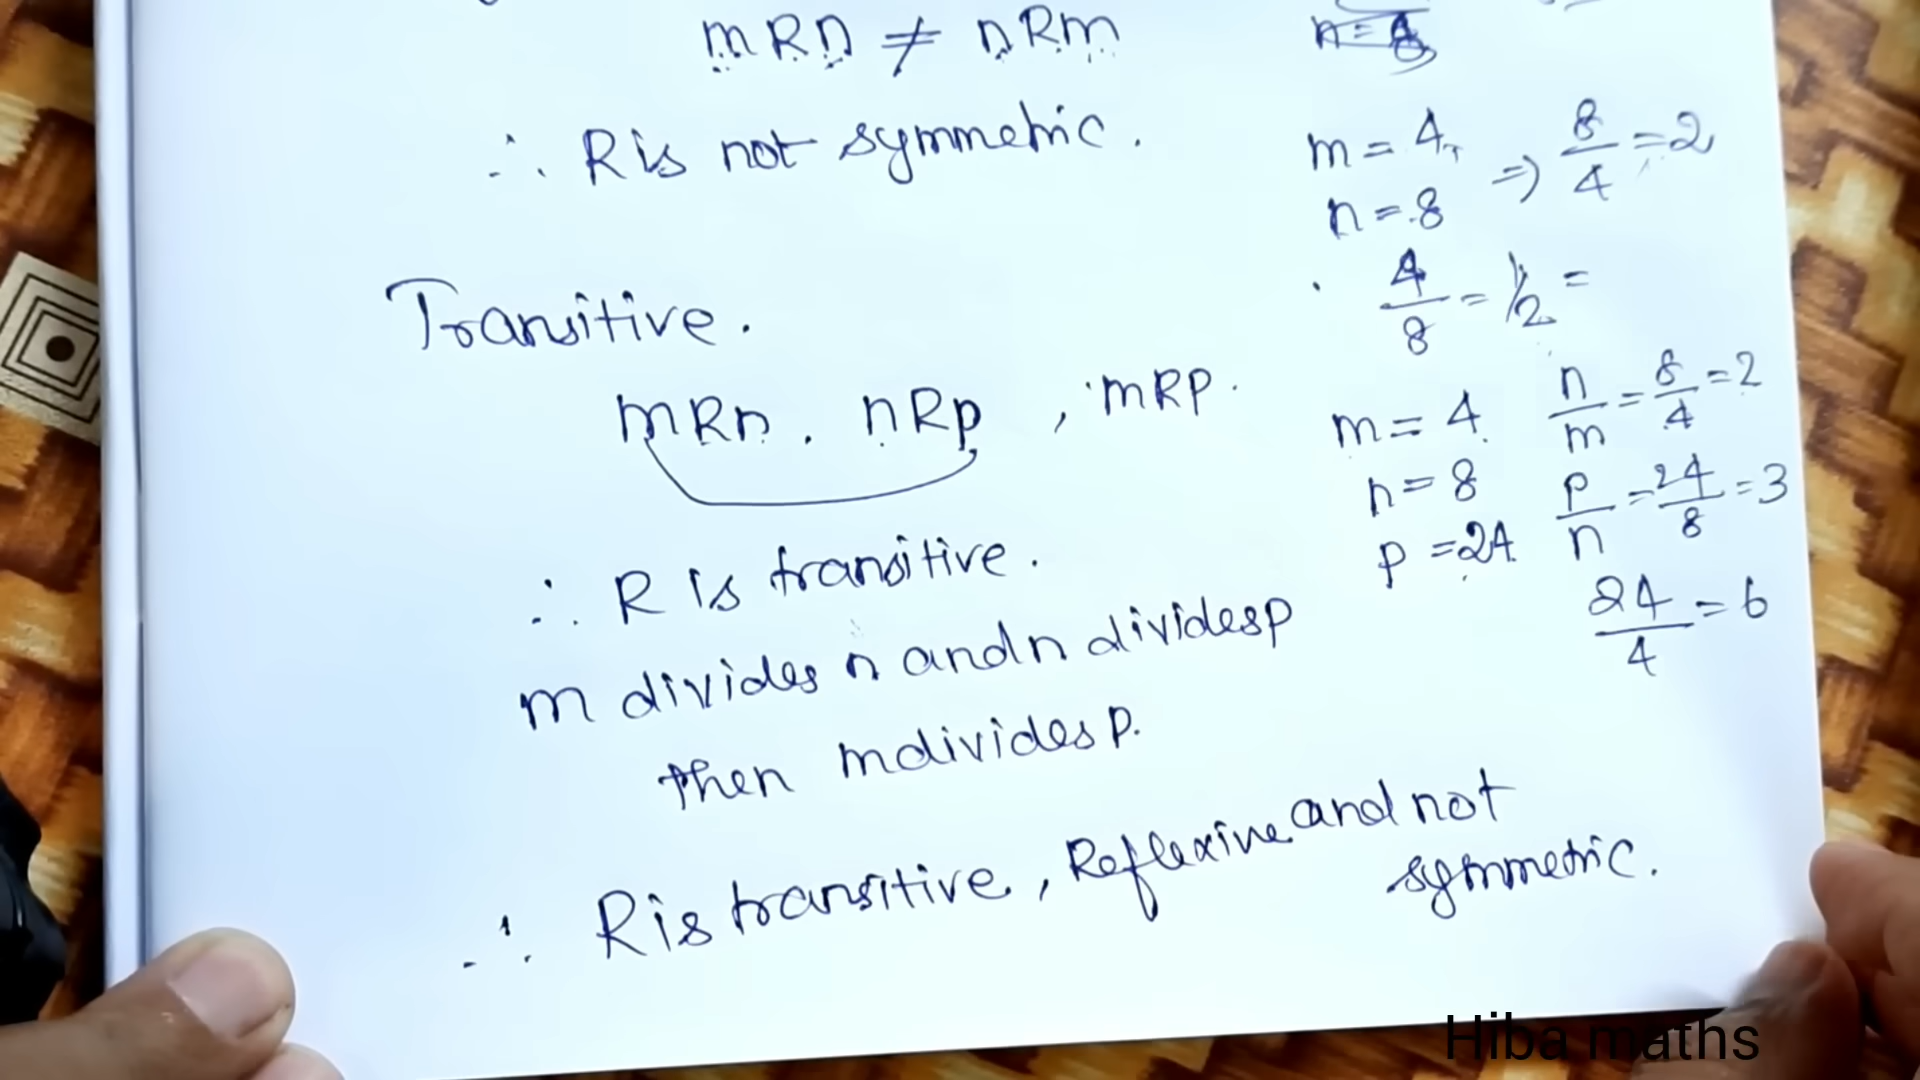 mRn ≠ nRm
∴ R is not symmetric.
m = 4, ⇒ 8/4 = 2
n = 8
4/8 = 1/2 =
Transitive.
mRn . nRp , mRp.
m = 4 n/m = 8/4 = 2
n = 8 p/n = 24/8 = 3
p = 24
24/4 = 6
∴ R is transitive.
m divides n and n divides p
then m divides p.
∴ R is transitive, Reflexive and not
symmetric.
Hiba maths